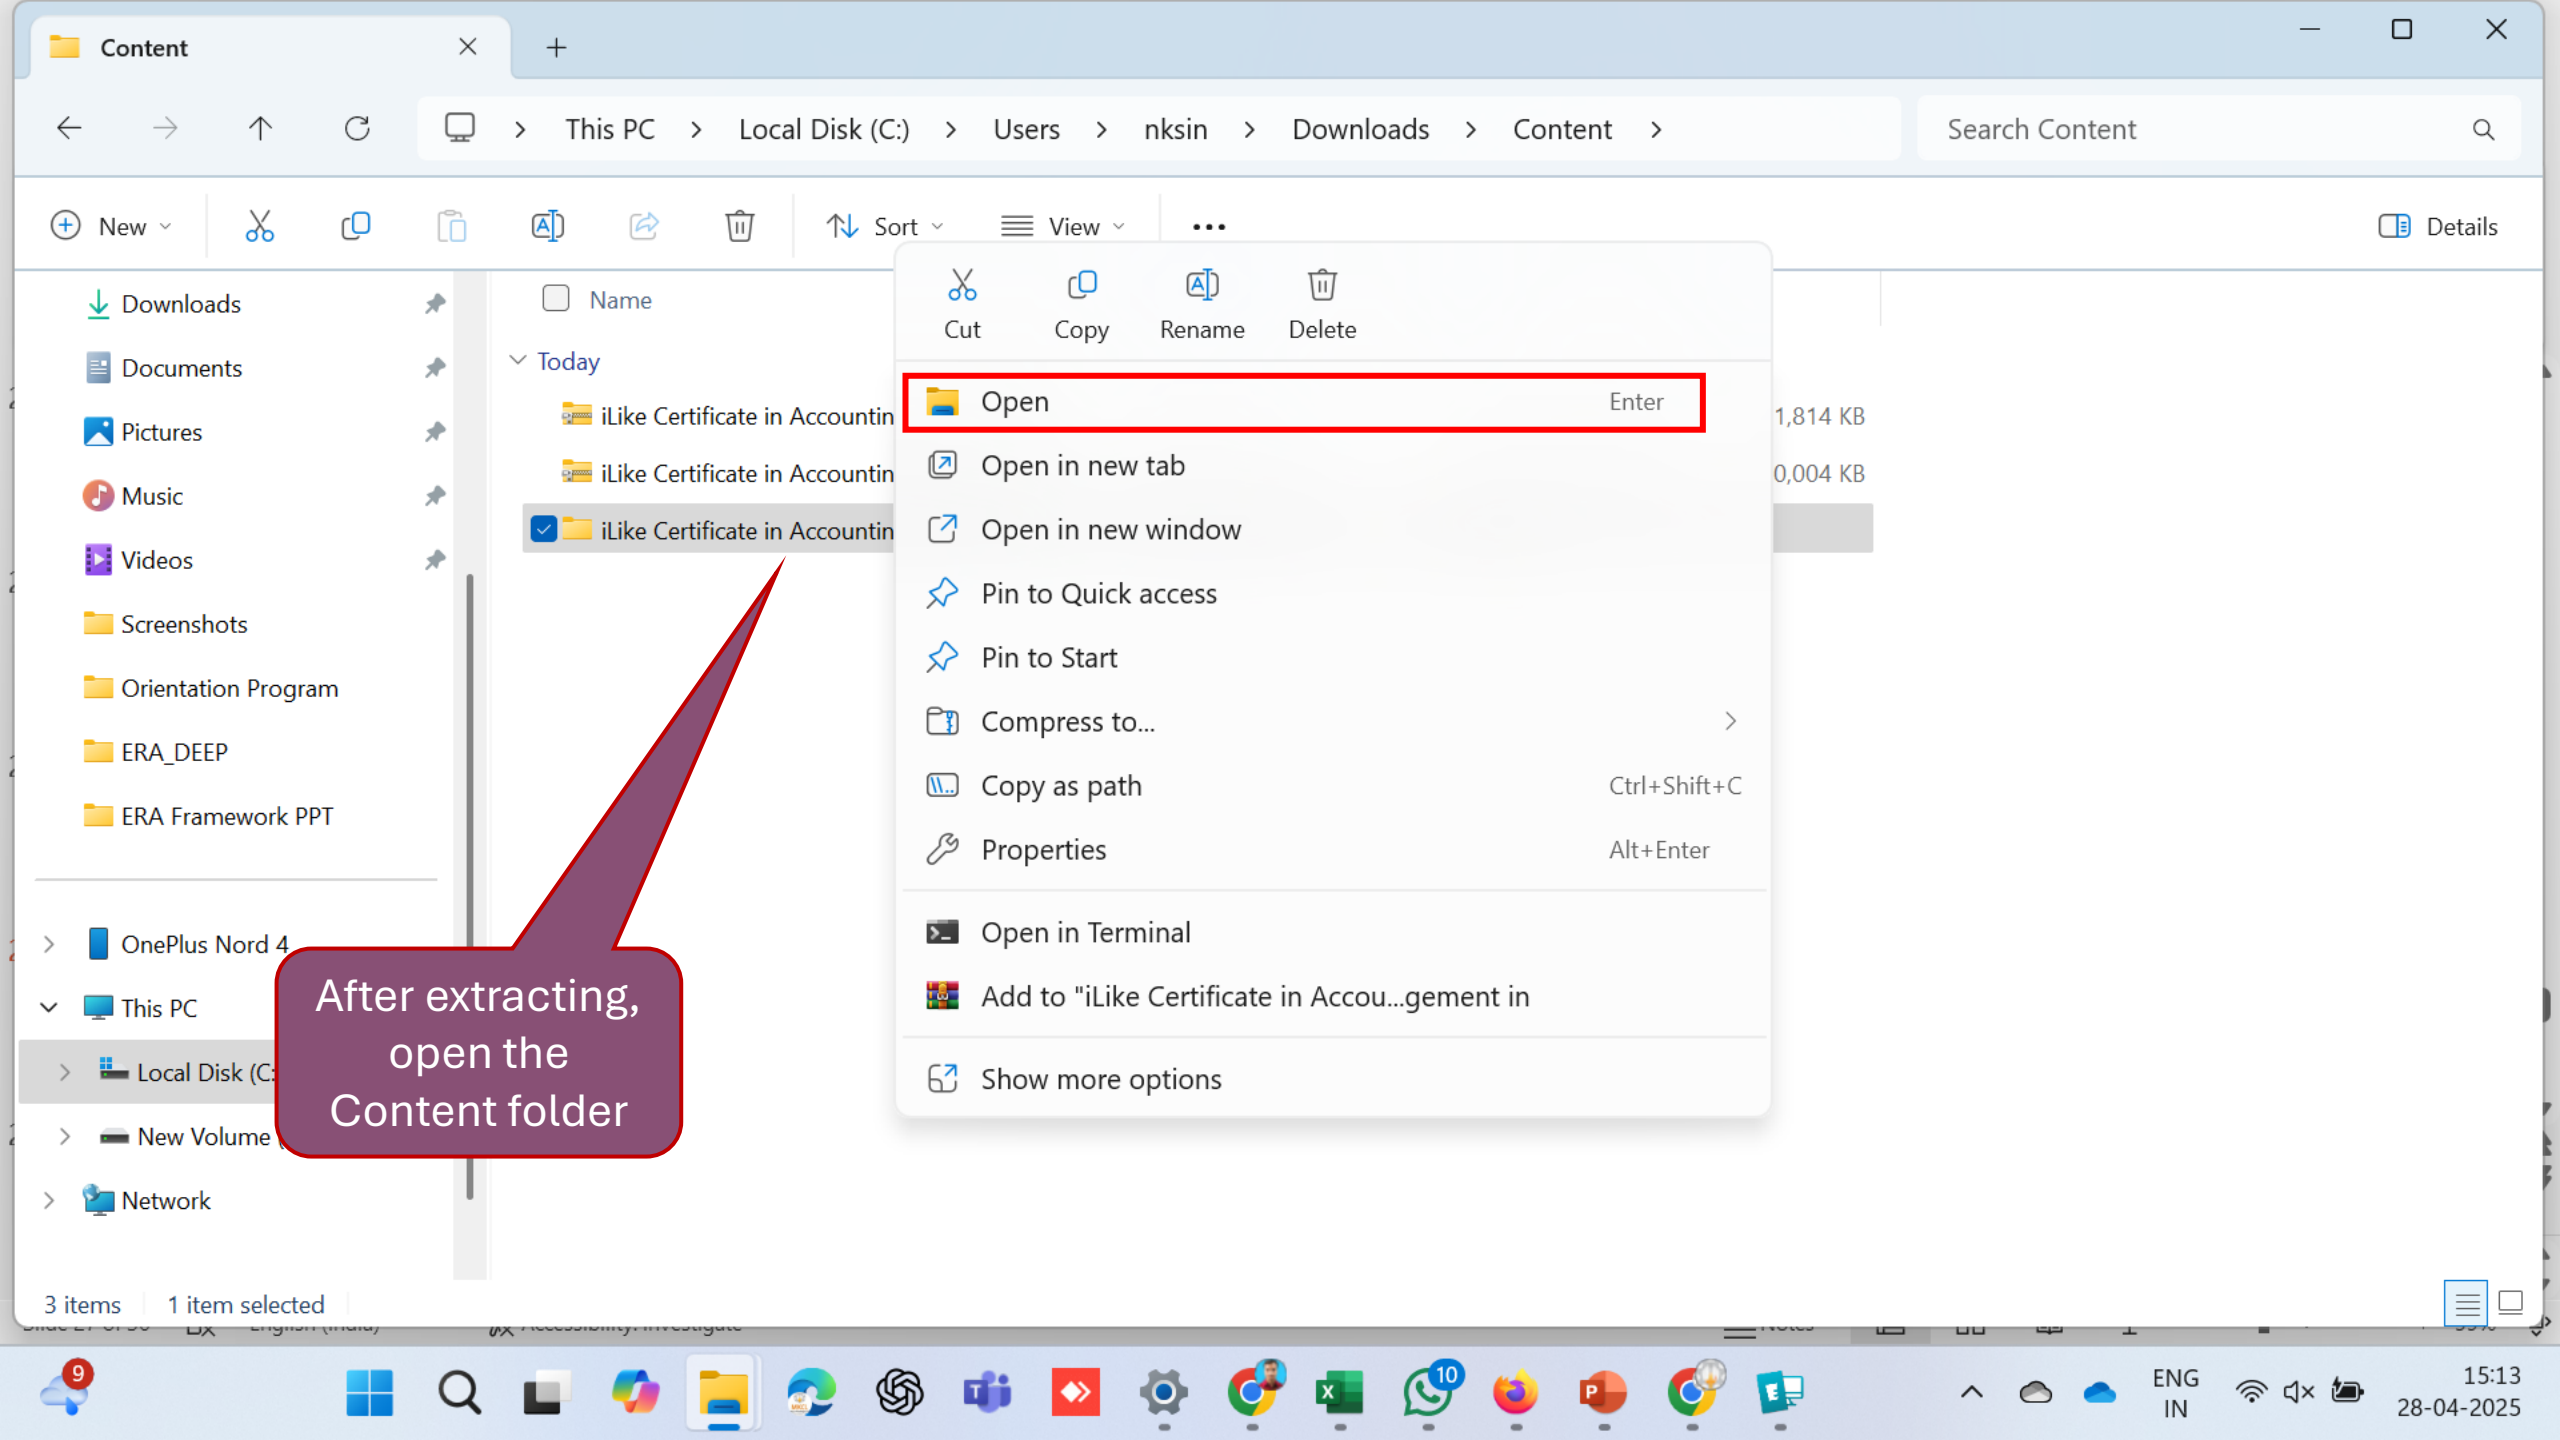 Content
This PC
Local Disk (C:)
Users
nksin
Downloads
Content
Search Content
New
Sort
View
Details
Downloads
Documents
Pictures
Music
Videos
Screenshots
Orientation Program
ERA_DEEP
ERA Framework PPT
OnePlus Nord 4
This PC
Local Disk (C:
New Volume
Network
Name
Today
iLike Certificate in Accountin
1,814 KB
iLike Certificate in Accountin
0,004 KB
iLike Certificate in Accountin
Cut
Copy
Rename
Delete
Open
Enter
Open in new tab
Open in new window
Pin to Quick access
Pin to Start
Compress to...
Copy as path
Ctrl+Shift+C
Properties
Alt+Enter
Open in Terminal
Add to "iLike Certificate in Accou...gement in
Show more options
After extracting,
open the
Content folder
3 items
1 item selected
9
10
ENG
IN
15:13
28-04-2025